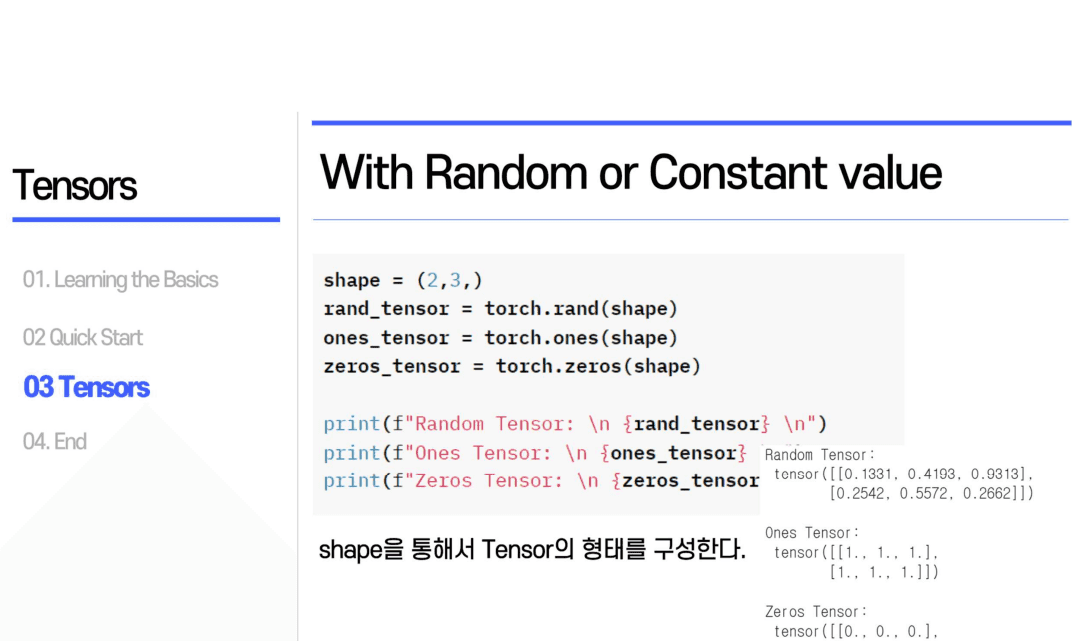 Tensors
01. Learning the Basics
02 Quick Start
03 Tensors
04. End
With Random or Constant value
shape = (2,3,)
rand_tensor = torch.rand(shape)
ones_tensor = torch.ones(shape)
zeros_tensor = torch.zeros(shape)
print(f"Random Tensor: \n {rand_tensor} \n")
print(f"Ones Tensor: \n {ones_tensor}
print(f"Zeros Tensor: \n {zeros_tensor
shape을 통해서 Tensor의 형태를 구성한다.
Random Tensor:
tensor([[0.1331, 0.4193, 0.9313],
[0.2542, 0.5572, 0.2662]])
Ones Tensor:
tensor([[1., 1., 1.],
[1., 1., 1.]])
Zeros Tensor:
tensor([[0., 0., 0.],